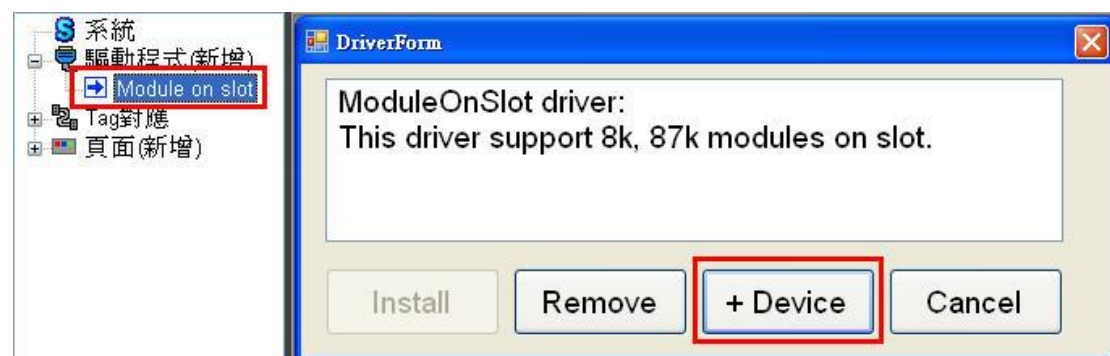 系統
驅動程式(新增)
Module on slot
Tag對應
頁面(新增)
DriverForm
ModuleOnSlot driver:
This driver support 8k, 87k modules on slot.
Install
Remove
+ Device
Cancel